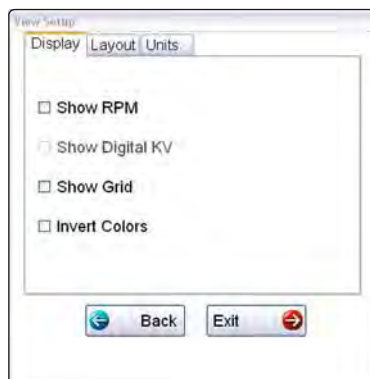 View Setup
Display Layout Units
Show RPM
Show Digital KV
Show Grid
Invert Colors
Back Exit